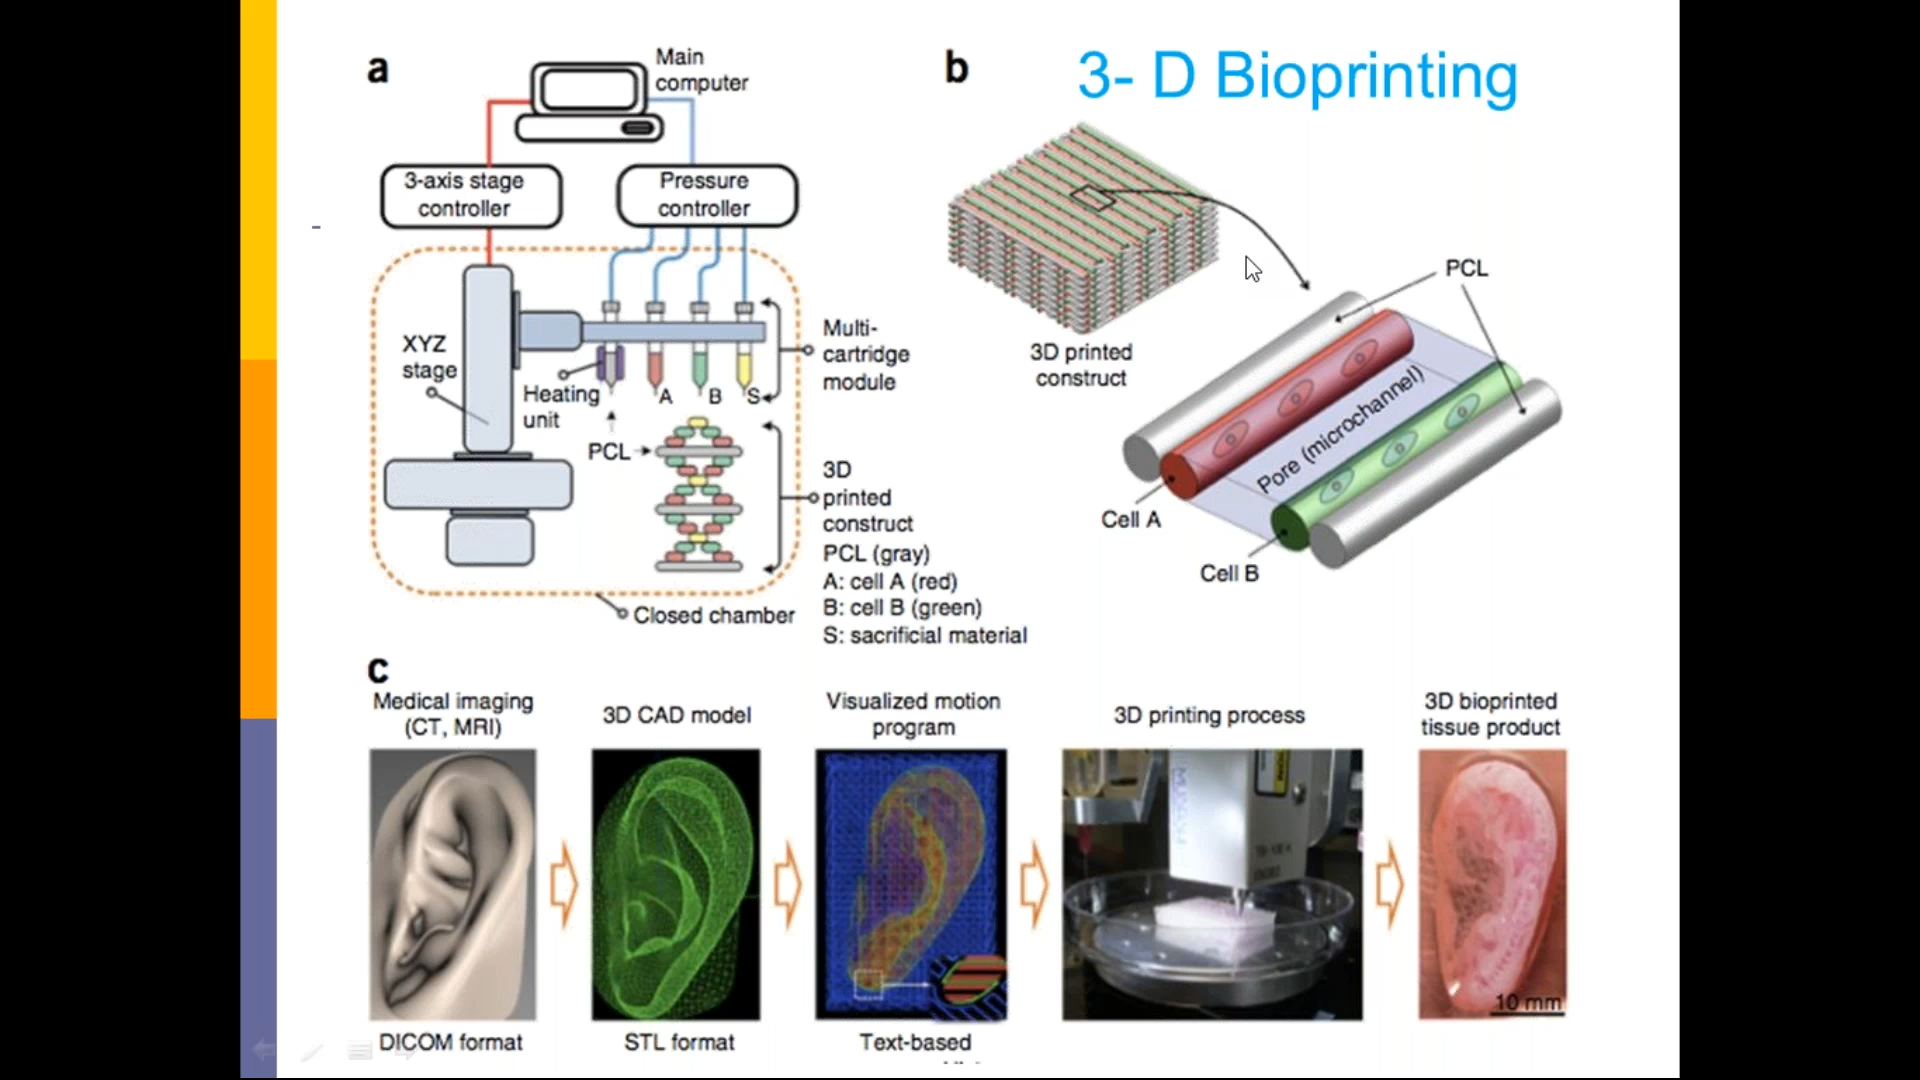 a
Main
computer
3-axis stage
controller
Pressure
controller
XYZ
stage
Heating
unit
A
B
S
PCL
Multi-
cartridge
module
3D
printed
construct
PCL (gray)
A: cell A (red)
B: cell B (green)
S: sacrificial material
Closed chamber
b
3- D Bioprinting
3D printed
construct
PCL
Pore (microchannel)
Cell A
Cell B
c
Medical imaging
(CT, MRI)
3D CAD model
Visualized motion
program
3D printing process
3D bioprinted
tissue product
10 mm
DICOM format
STL format
Text-based